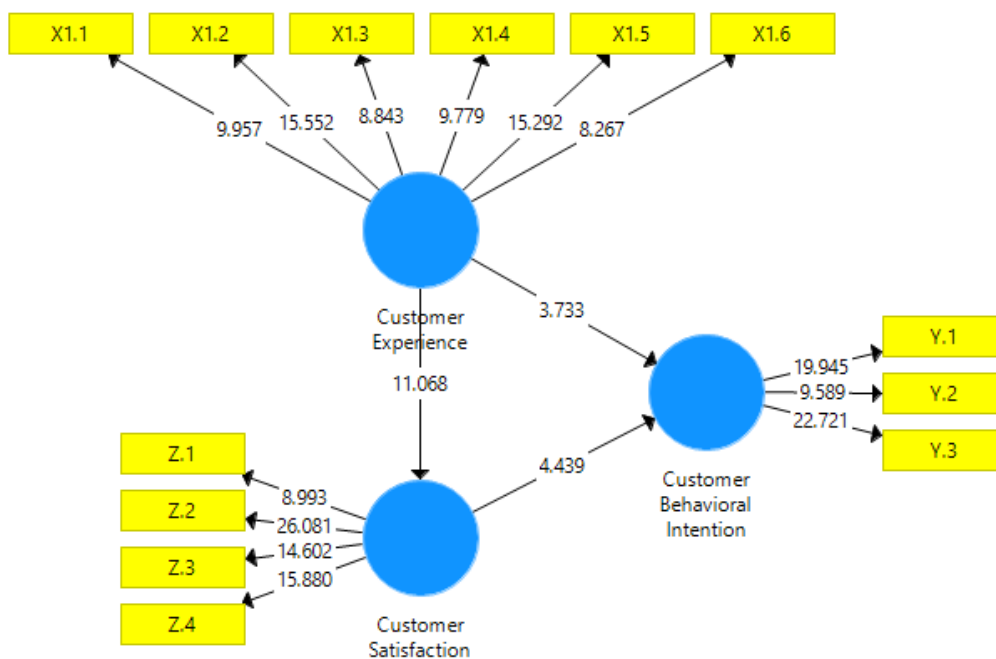 X1.1 X1.2 X1.3 X1.4 X1.5 X1.6
9.957 15.552 8.843 9.779 15.292 8.267
Customer
Experience
3.733
11.068
Y.1
19.945
Y.2
9.589
Y.3
22.721
Customer
Behavioral
Intention
4.439
Z.1
8.993
Z.2
26.081
Z.3
14.602
Z.4
15.880
Customer
Satisfaction